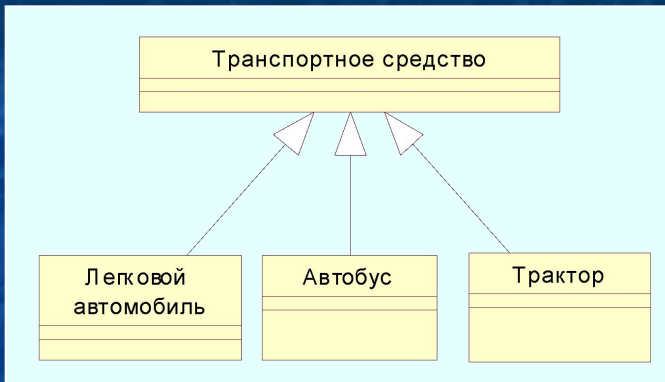 Транспортное средство
Легковой
автомобиль
Автобус
Трактор